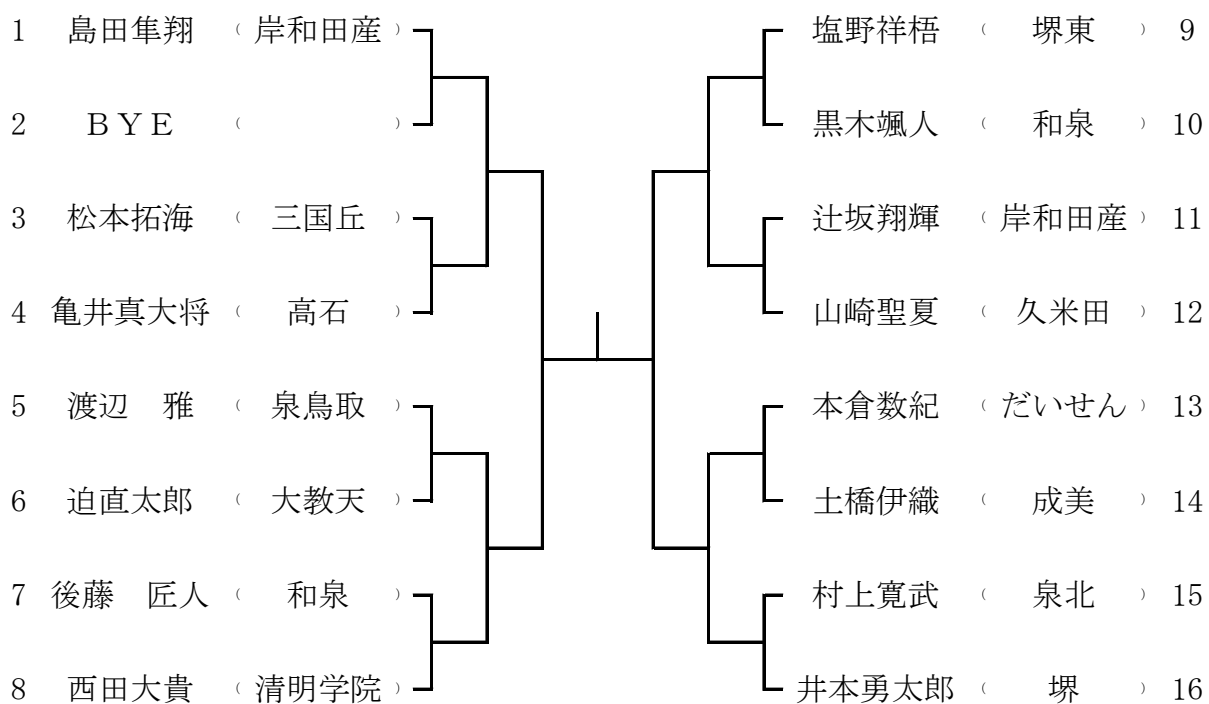 1 島田隼翔 （ 岸和田産 ） 塩野祥梧 （ 堺東 ） 9
2 ＢＹＥ （ ） 黒木颯人 （ 和泉 ） 10
3 松本拓海 （ 三国丘 ） 辻坂翔輝 （ 岸和田産 ） 11
4 亀井真大将 （ 高石 ） 山崎聖夏 （ 久米田 ） 12
5 渡辺　雅 （ 泉鳥取 ） 本倉数紀 （ だいせん ） 13
6 迫直太郎 （ 大教天 ） 土橋伊織 （ 成美 ） 14
7 後藤　匠人 （ 和泉 ） 村上寛武 （ 泉北 ） 15
8 西田大貴 （ 清明学院 ） 井本勇太郎 （ 堺 ） 16